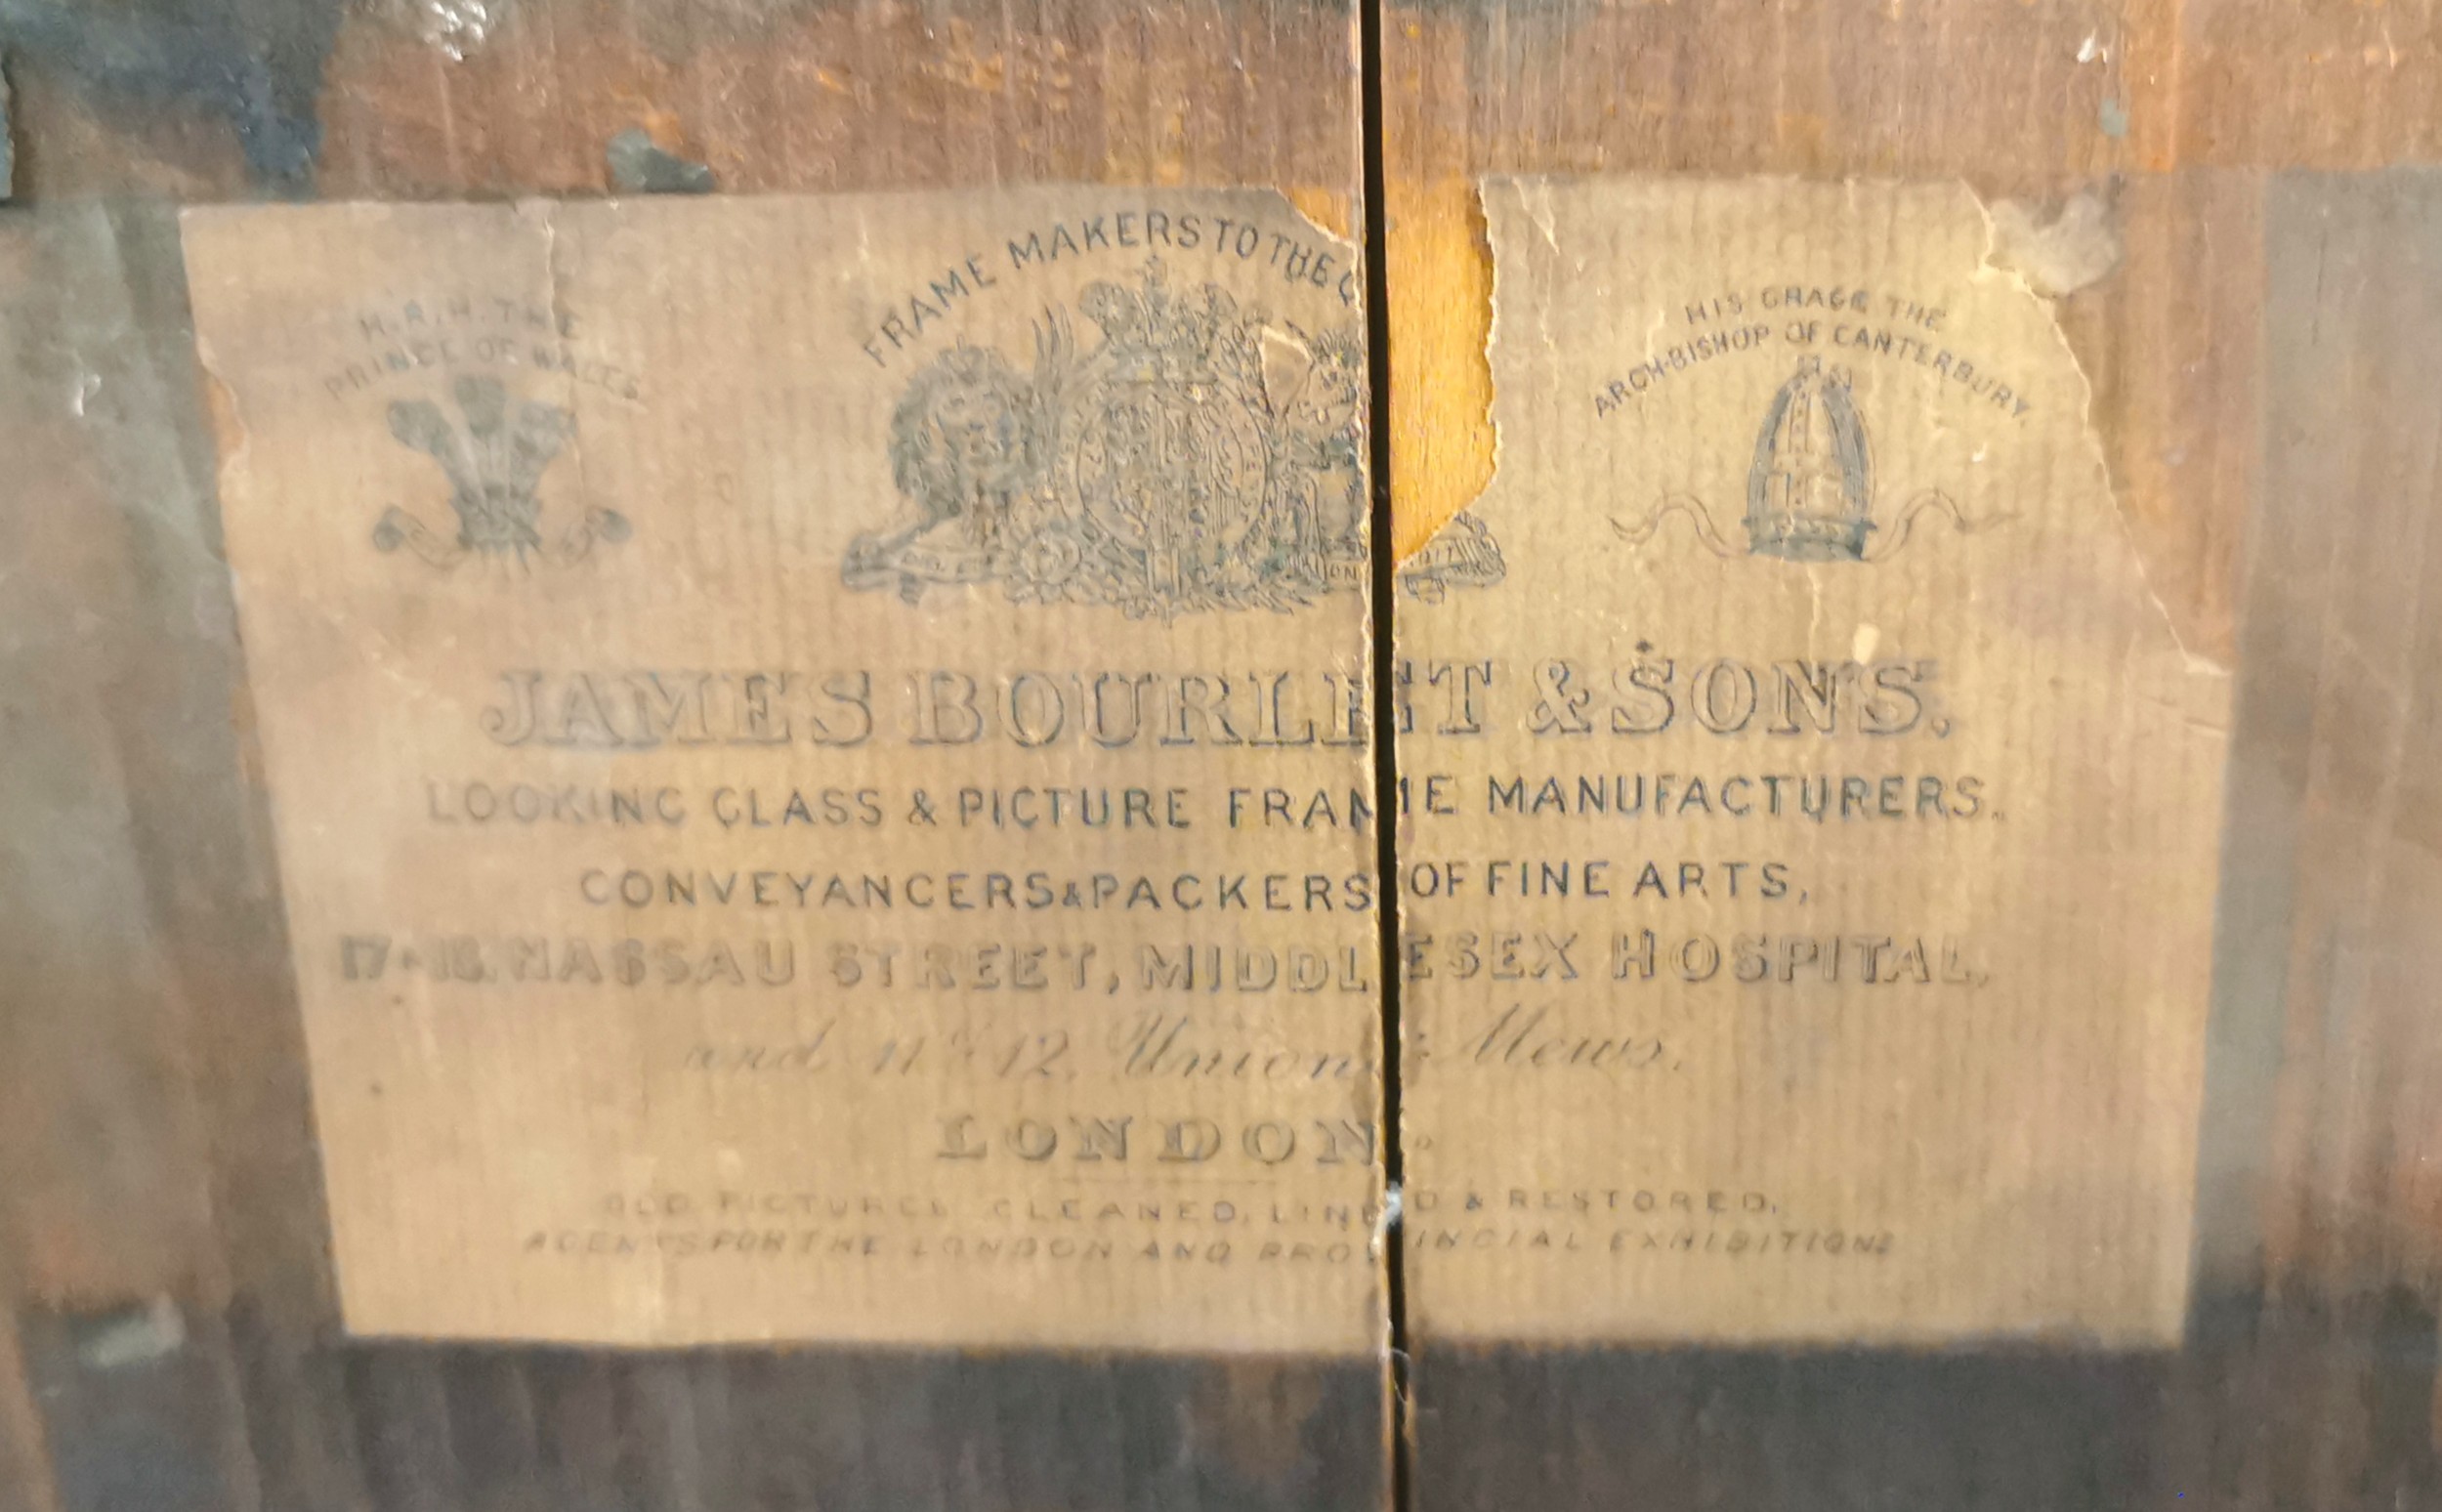 FRAME MAKERS TO THE
H.R.H. THE
PRINCE OF WALES
HIS GRACE THE
ARCH-BISHOP OF CANTERBURY.
JAMES BOURLET & SONS.
LOOKING GLASS & PICTURE FRAME MANUFACTURERS.
CONVEYANCERS & PACKERS OF FINE ARTS,
17 & 18, NASSAU STREET, MIDDLESEX HOSPITAL,
and 11 & 12, Union Mews.
LONDON.
OLD PICTURES CLEANED, LINED & RESTORED.
AGENTS FOR THE LONDON AND PROVINCIAL EXHIBITIONS